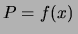 P = f(x)